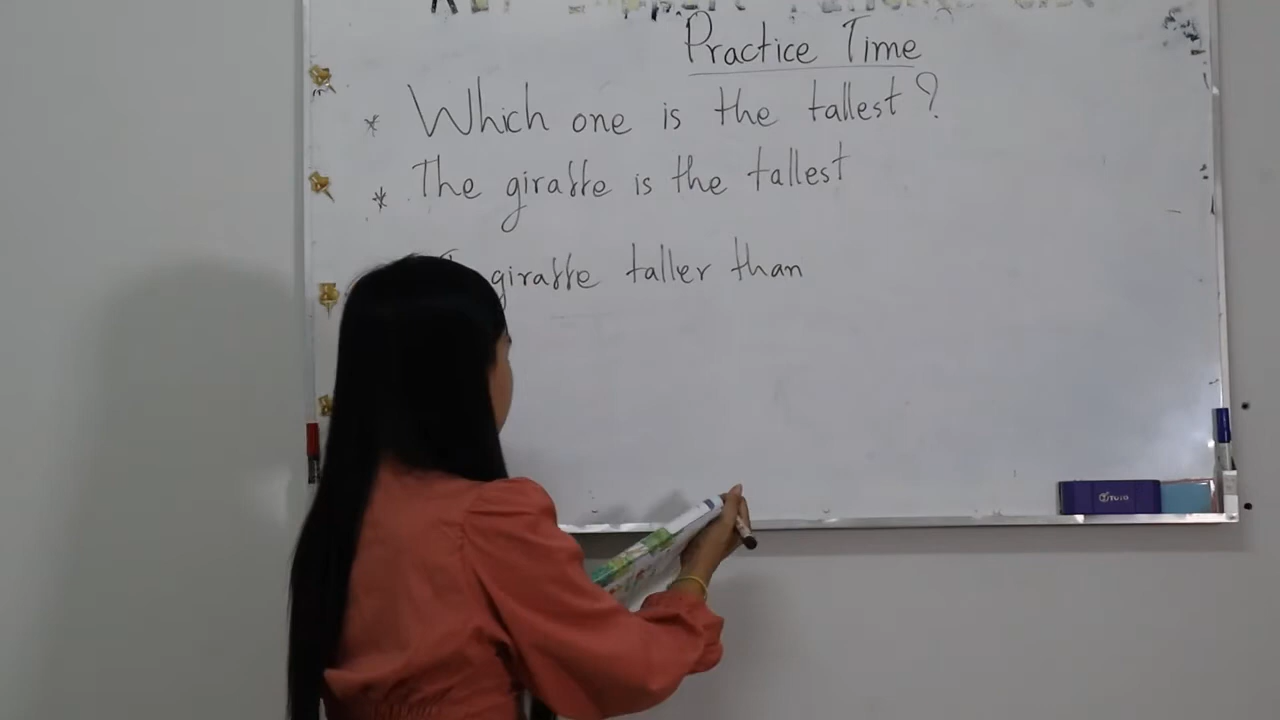 Practice Time
* Which one is the tallest?
* The giraffe is the tallest
giraffe taller than